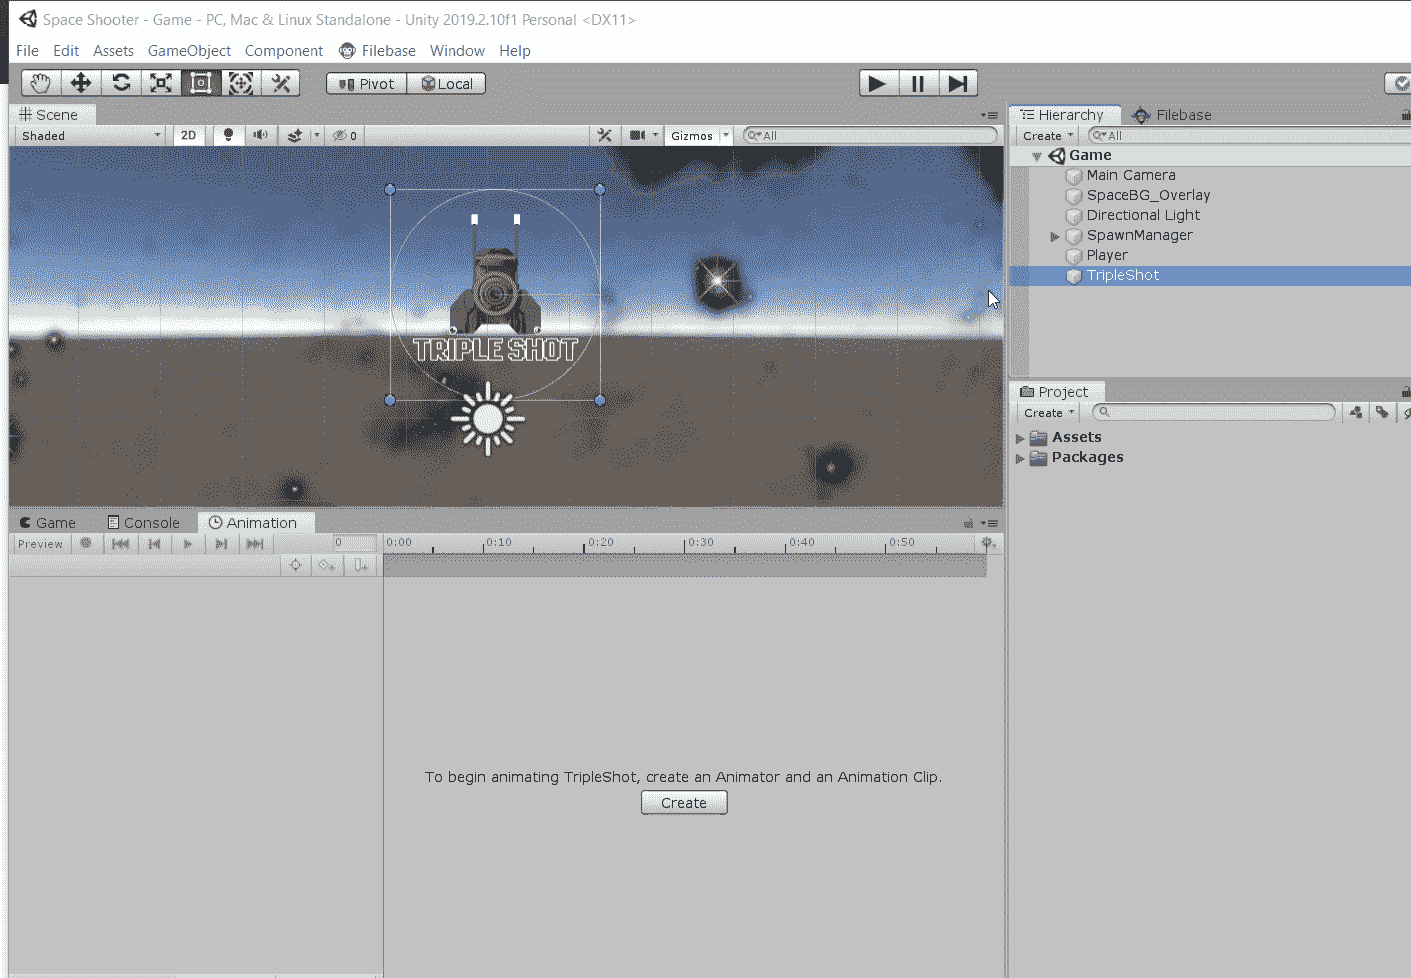 Space Shooter - Game - PC, Mac & Linux Standalone - Unity 2019.2.10f1 Personal <DX11>
File Edit Assets GameObject Component Filebase Window Help
Pivot Local
Scene
Shaded 2D 0 Gizmos All
TRIPLE SHOT
Hierarchy Filebase
Create All
Game
Main Camera
SpaceBG_Overlay
Directional Light
SpawnManager
Player
TripleShot
Project
Create
Assets
Packages
Game Console Animation
Preview 0 0:00 0:10 0:20 0:30 0:40 0:50
To begin animating TripleShot, create an Animator and an Animation Clip.
Create